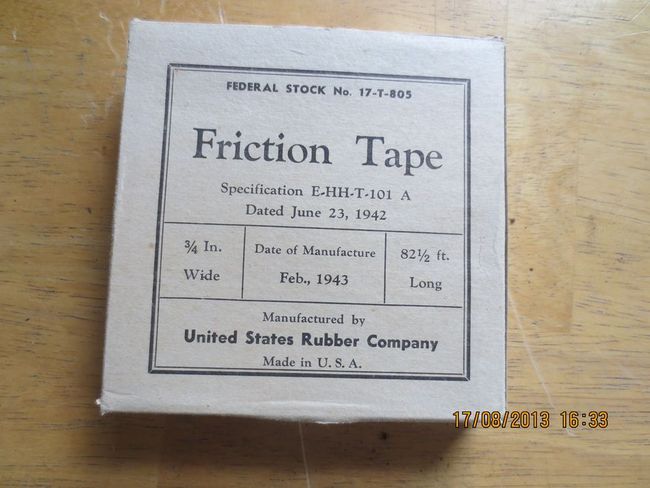 FEDERAL STOCK No. 17-T-805
Friction Tape
Specification E-HH-T-101 A
Dated June 23, 1942
¾ In.
Wide
Date of Manufacture
Feb., 1943
82½ ft.
Long
Manufactured by
United States Rubber Company
Made in U. S. A.
17/08/2013 16:33